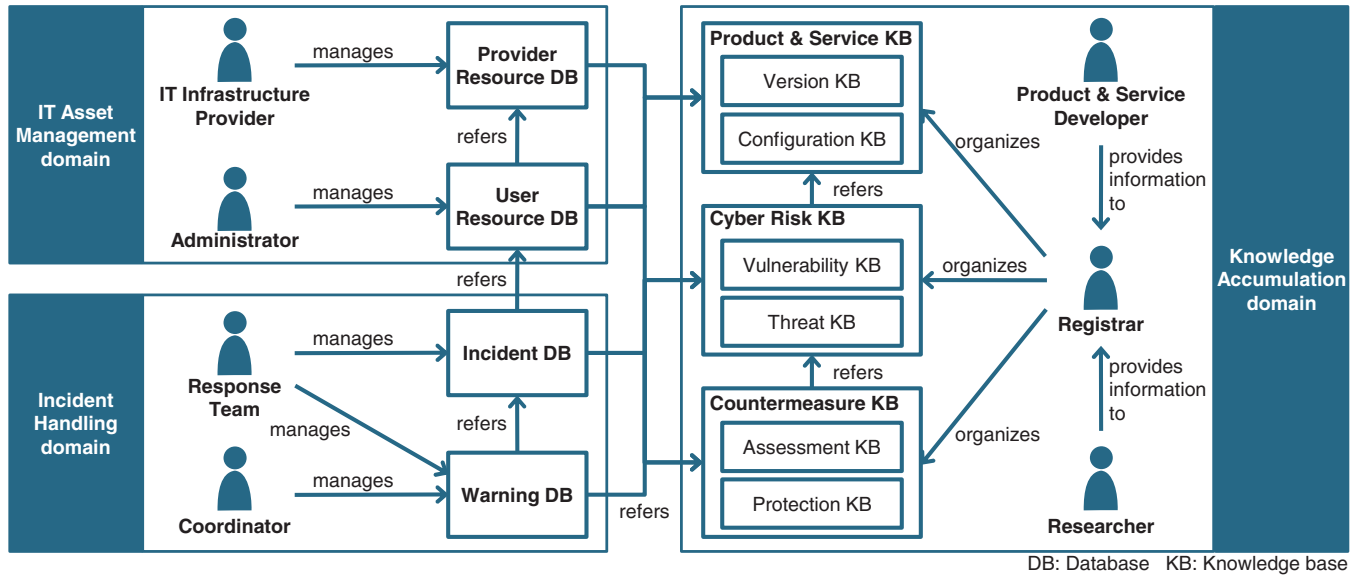 IT Asset
Management
domain
IT Infrastructure
Provider
manages
Provider
Resource DB
refers
Administrator
manages
User
Resource DB
refers
Incident
Handling
domain
Response
Team
manages
manages
Incident DB
refers
Coordinator
manages
Warning DB
refers
Product & Service KB
Version KB
Configuration KB
refers
Cyber Risk KB
Vulnerability KB
Threat KB
refers
Countermeasure KB
Assessment KB
Protection KB
organizes
organizes
organizes
Product & Service
Developer
provides
information
to
Registrar
provides
information
to
Researcher
Knowledge
Accumulation
domain
DB: Database KB: Knowledge base